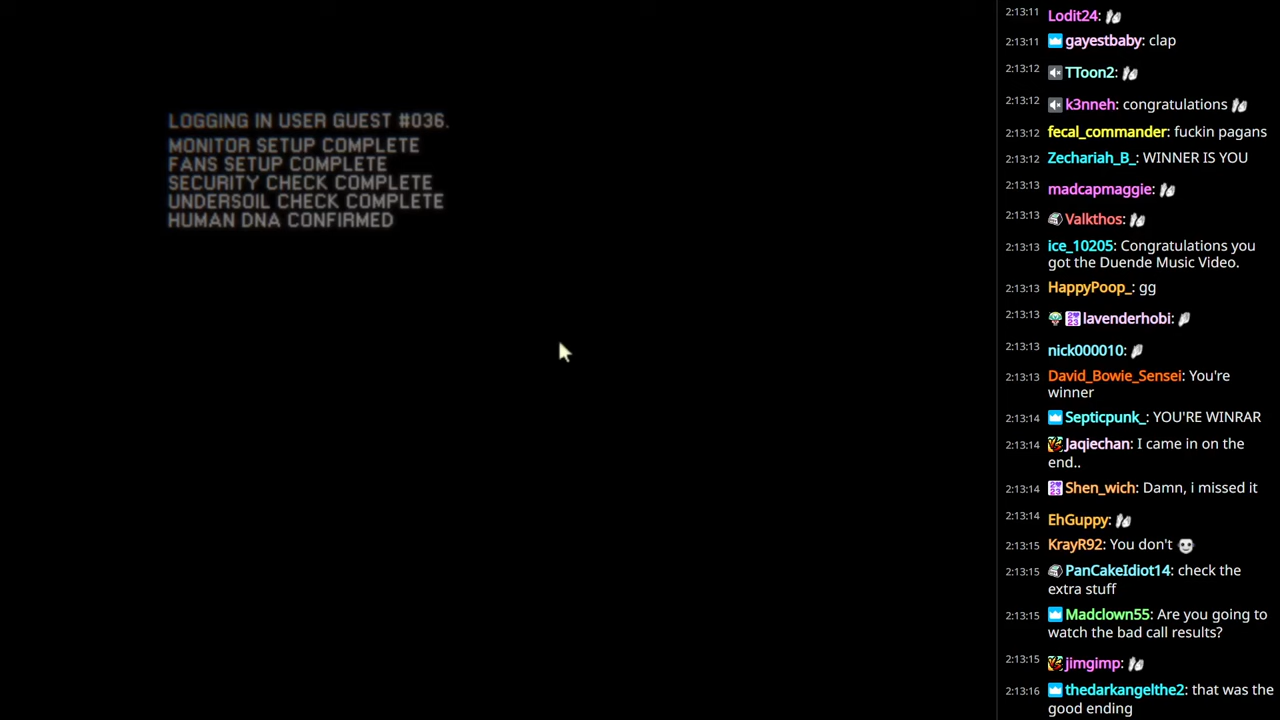 LOGGING IN USER GUEST #036.
MONITOR SETUP COMPLETE
FANS SETUP COMPLETE
SECURITY CHECK COMPLETE
UNDERSOIL CHECK COMPLETE
HUMAN DNA CONFIRMED
2:13:11 Lodit24:
2:13:11 gayestbaby: clap
2:13:12 TToon2:
2:13:12 k3nneh: congratulations
2:13:12 fecal_commander: fuckin pagans
2:13:12 Zechariah_B_: WINNER IS YOU
2:13:13 madcapmaggie:
2:13:13 Valkthos:
2:13:13 ice_10205: Congratulations you
got the Duende Music Video.
2:13:13 HappyPoop_: gg
2:13:13 lavenderhobi:
2:13:13 nick000010:
2:13:13 David_Bowie_Sensei: You're
winner
2:13:14 Septicpunk_: YOU'RE WINRAR
2:13:14 Jaqiechan: I came in on the
end..
2:13:14 Shen_wich: Damn, i missed it
2:13:14 EhGuppy:
2:13:15 KrayR92: You don't
2:13:15 PanCakeIdiot14: check the
extra stuff
2:13:15 Madclown55: Are you going to
watch the bad call results?
2:13:15 jimgimp:
2:13:16 thedarkangelthe2: that was the
good ending